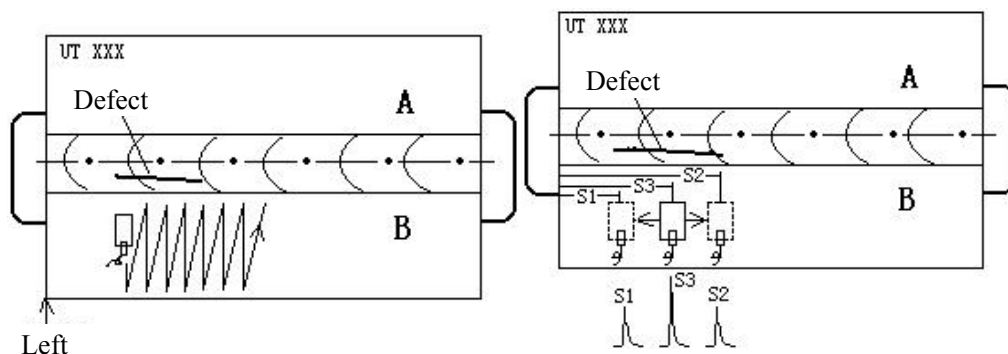 UT XXX
Defect
A
B
Left
UT XXX
Defect
A
S2
S3
S1
B
S1
S3
S2